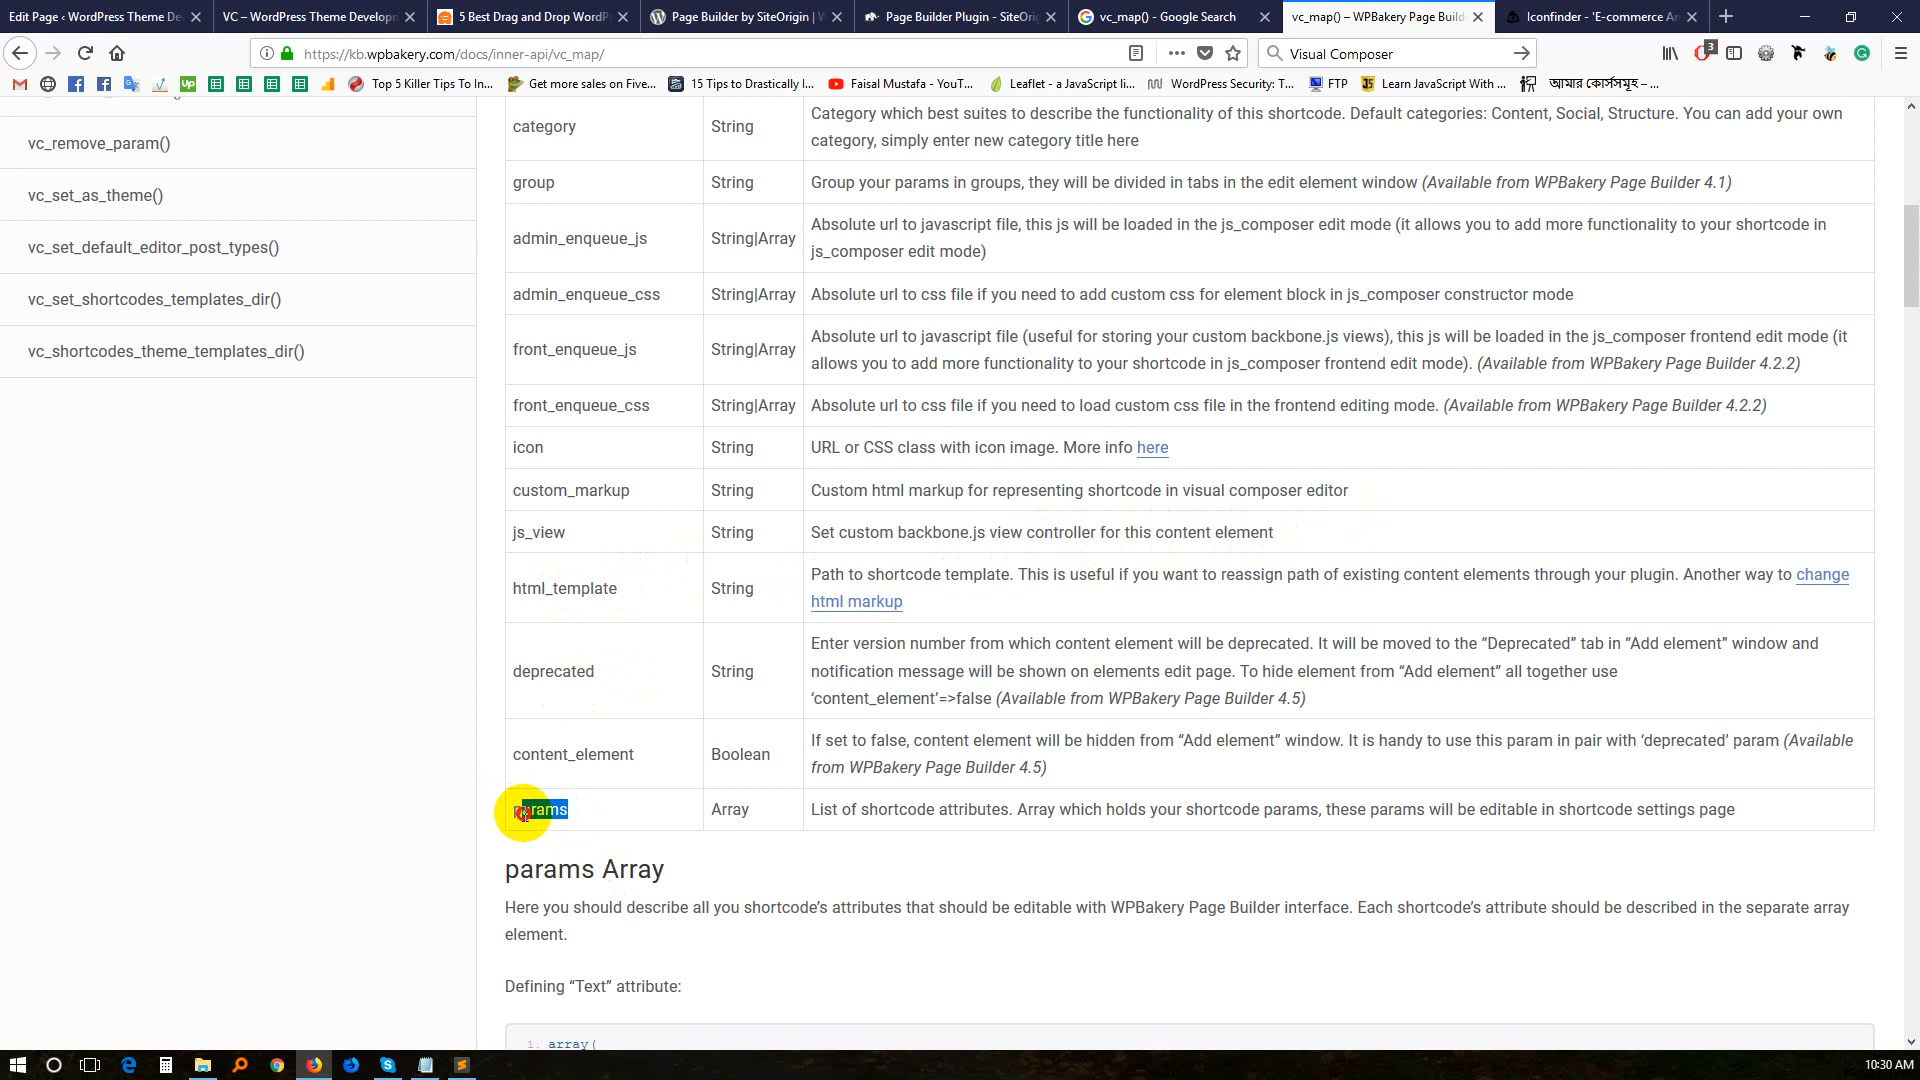 Edit Page ‹ WordPress Theme De
VC – WordPress Theme Developm
5 Best Drag and Drop WordP
Page Builder by SiteOrigin | W
Page Builder Plugin - SiteOri
vc_map() - Google Search
vc_map() – WPBakery Page Build
Iconfinder - 'E-commerce An
https://kb.wpbakery.com/docs/inner-api/vc_map/
Visual Composer
3
Top 5 Killer Tips To In...
Get more sales on Five...
15 Tips to Drastically I...
Faisal Mustafa - YouT...
Leaflet - a JavaScript li...
WordPress Security: T...
FTP
Learn JavaScript With ...
আমার কোর্সসমূহ – ...
vc_remove_param()
vc_set_as_theme()
vc_set_default_editor_post_types()
vc_set_shortcodes_templates_dir()
vc_shortcodes_theme_templates_dir()
category String Category which best suites to describe the functionality of this shortcode. Default categories: Content, Social, Structure. You can add your own
category, simply enter new category title here
group String Group your params in groups, they will be divided in tabs in the edit element window (Available from WPBakery Page Builder 4.1)
admin_enqueue_js String|Array Absolute url to javascript file, this js will be loaded in the js_composer edit mode (it allows you to add more functionality to your shortcode in
js_composer edit mode)
admin_enqueue_css String|Array Absolute url to css file if you need to add custom css for element block in js_composer constructor mode
front_enqueue_js String|Array Absolute url to javascript file (useful for storing your custom backbone.js views), this js will be loaded in the js_composer frontend edit mode (it
allows you to add more functionality to your shortcode in js_composer frontend edit mode). (Available from WPBakery Page Builder 4.2.2)
front_enqueue_css String|Array Absolute url to css file if you need to load custom css file in the frontend editing mode. (Available from WPBakery Page Builder 4.2.2)
icon String URL or CSS class with icon image. More info here
custom_markup String Custom html markup for representing shortcode in visual composer editor
js_view String Set custom backbone.js view controller for this content element
html_template String Path to shortcode template. This is useful if you want to reassign path of existing content elements through your plugin. Another way to change
html markup
deprecated String Enter version number from which content element will be deprecated. It will be moved to the “Deprecated” tab in “Add element” window and
notification message will be shown on elements edit page. To hide element from “Add element” all together use
‘content_element’=>false (Available from WPBakery Page Builder 4.5)
content_element Boolean If set to false, content element will be hidden from “Add element” window. It is handy to use this param in pair with ‘deprecated’ param (Available
from WPBakery Page Builder 4.5)
params Array List of shortcode attributes. Array which holds your shortcode params, these params will be editable in shortcode settings page
params Array
Here you should describe all you shortcode’s attributes that should be editable with WPBakery Page Builder interface. Each shortcode’s attribute should be described in the separate array
element.
Defining “Text” attribute:
1. array(
10:30 AM